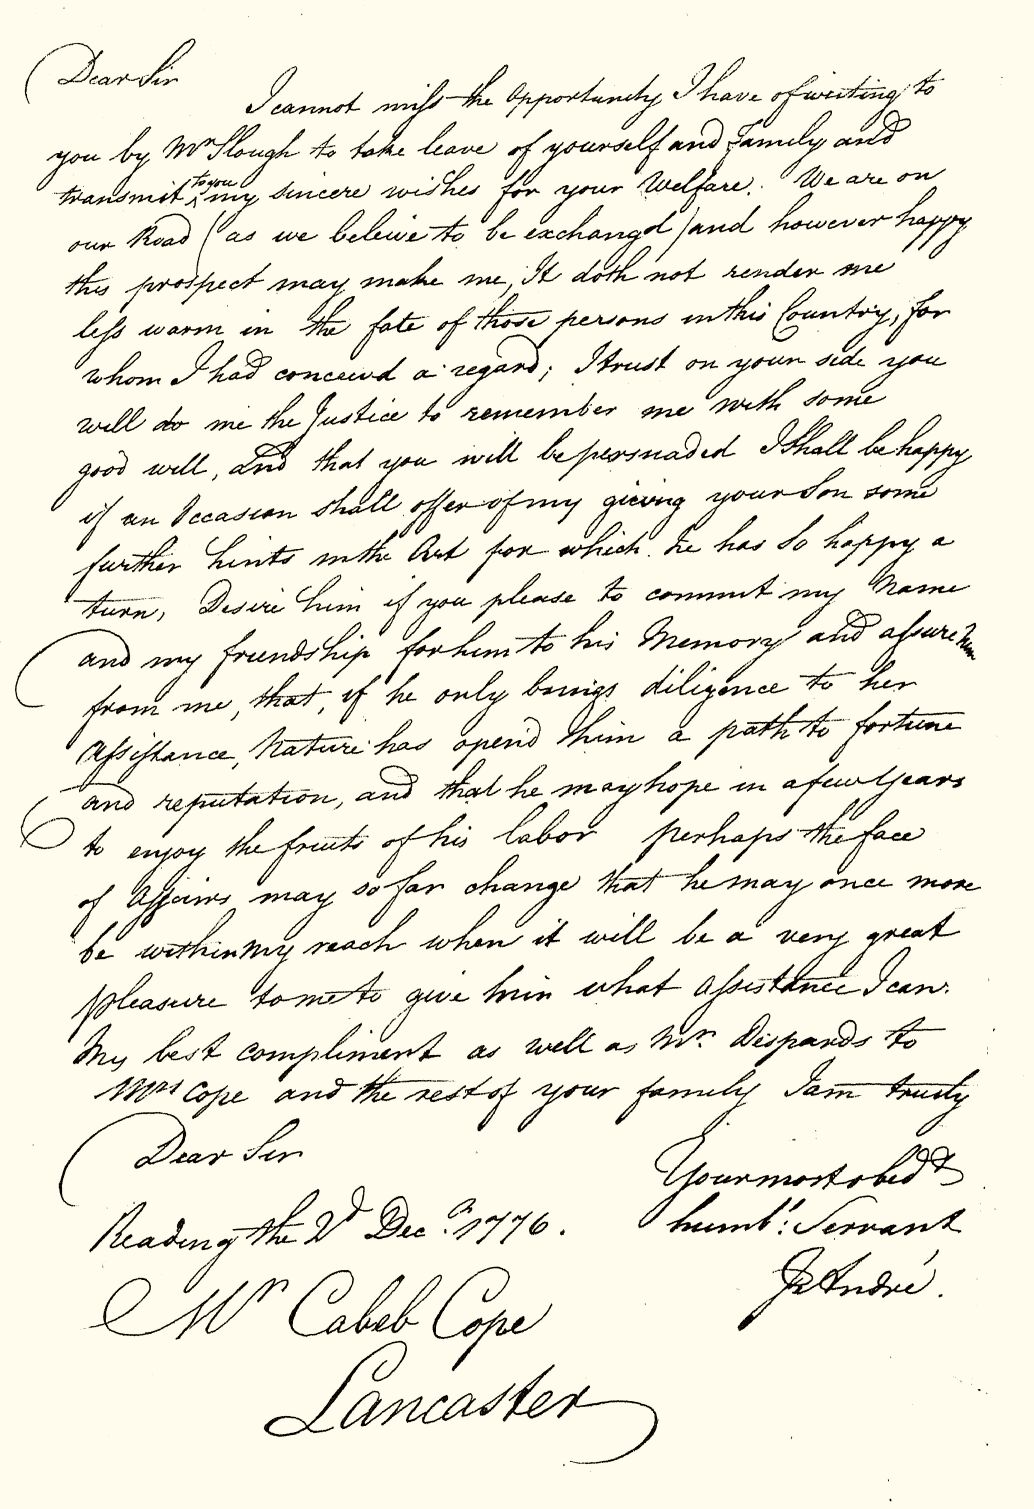 Dear Sir
I cannot miss the Opportunity I have of writing to
you by Mr Slough to take leave of yourself and Family and
transmit to you my sincere wishes for your Welfare. We are on
our Road (as we beleive to be exchangd) and however happy
this prospect may make me, It doth not render me
less warm in the fate of those persons in this Country, for
whom I had conceivd a regard; I trust on your side you
will do me the Justice to remember me with some
good will, and that you will be persuaded I Shall be happy
if an Occasion shall offer of my giving your Son some
further hints in the Art for which he has So happy a
turn, Desire him if you please to commit my Name
and my friendship for him to his Memory and assure him
from me, that, if he only brings diligence to her
Assistance, Nature has opend him a path to fortune
and reputation, and that he may hope in a few Years
to enjoy the fruits of his labor perhaps the face
of Affairs may so far change that he may once more
be within my reach when it will be a very great
pleasure to me to give him what Assistance I can.
My best compliment as well as Mr. Dispards to
Mrs Cope and the rest of your family I am truely
Dear Sir
Your most obed't
humbl: Servant
Jn André.
Reading the 2d Dec.r 1776.
Mr Cabeb Cope
Lancaster